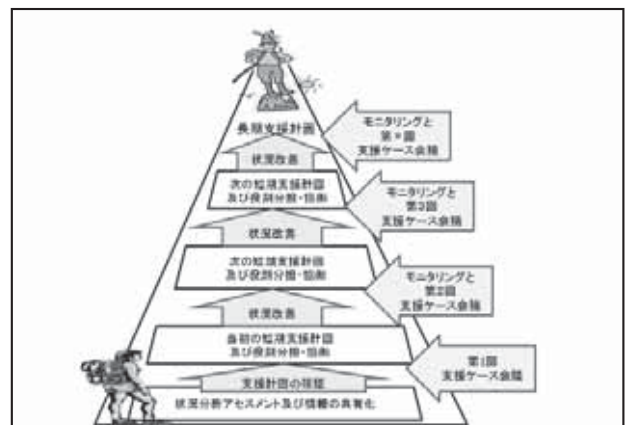 長期支援計画
モニタリングと
支援ケース会議
状況改善
次の短期支援計画
及び役割分担・協働
モニタリングと
第3回
支援ケース会議
状況改善
次の短期支援計画
及び役割分担・協働
モニタリングと
第2回
支援ケース会議
状況改善
当初の短期支援計画
及び役割分担・協働
第1回
支援ケース会議
支援計画の
状況分析アセスメント及び情報の共有化